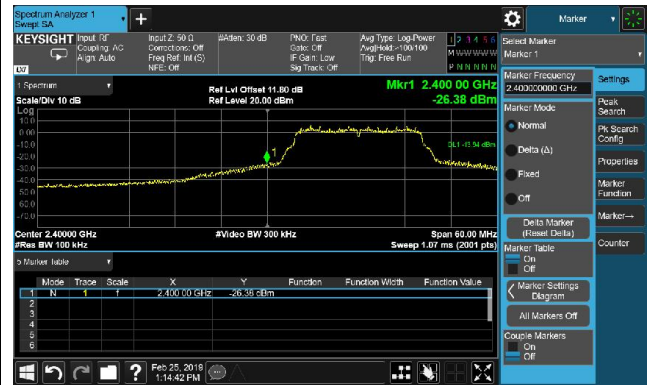 Spectrum Analyzer 1
Swept SA
Marker
KEYSIGHT
Input: RF
Coupling: AC
Align: Auto
Input Z: 50 Ω
Corrections: Off
Freq Ref: Int (S)
NFE: Off
#Atten: 30 dB
PNO: Fast
Gate: Off
IF Gain: Low
Sig Track: Off
Avg Type: Log-Power
Avg|Hold:>100/100
Trig: Free Run
1 2 3 4 5 6
M W W W W W
P N N N N N
LXI
Select Marker
Marker 1
1 Spectrum
Scale/Div 10 dB
Log
Ref Lvl Offset 11.80 dB
Ref Level 20.00 dBm
Mkr1 2.400 00 GHz
-26.38 dBm
10.0
0.00
-10.0
-20.0
-30.0
-40.0
-50.0
-60.0
-70.0
1
DL1 -13.94 dBm
Center 2.40000 GHz
#Res BW 100 kHz
#Video BW 300 kHz
Span 60.00 MHz
Sweep 1.07 ms (2001 pts)
5 Marker Table
Mode Trace Scale X Y Function Function Width Function Value
1 N 1 f 2.400 00 GHz -26.38 dBm
2
3
4
5
6
Marker Frequency
2.400000000 GHz
Marker Mode
Normal
Delta (Δ)
Fixed
Off
Delta Marker
(Reset Delta)
Marker Table
On
Off
Marker Settings
Diagram
All Markers Off
Couple Markers
On
Off
Settings
Peak
Search
Pk Search
Config
Properties
Marker
Function
Marker→
Counter
Feb 25, 2019
1:14:42 PM